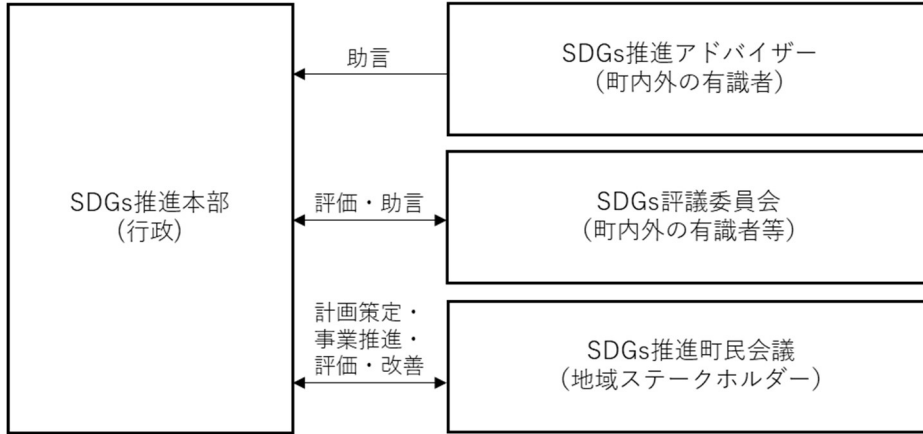 SDGs推進本部
(行政)
助言
SDGs推進アドバイザー
(町内外の有識者)
評価・助言
SDGs評議委員会
(町内外の有識者等)
計画策定・
事業推進・
評価・改善
SDGs推進町民会議
(地域ステークホルダー)